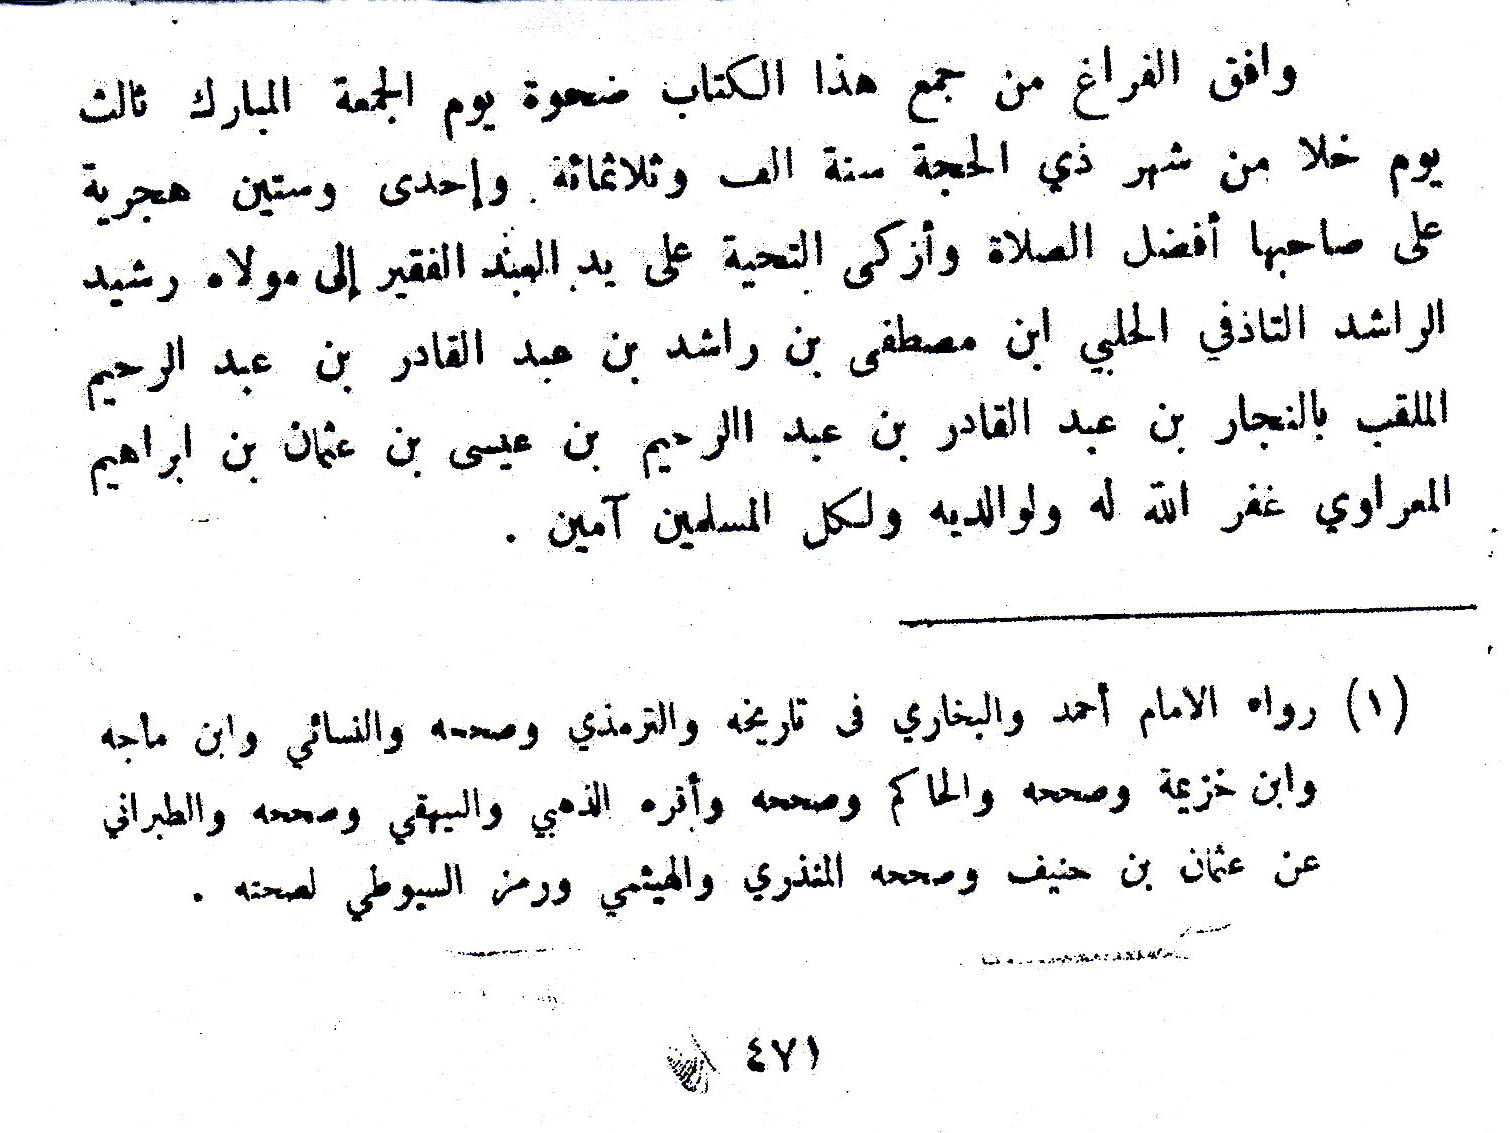 وافق الفراغ من جمع هذا الكتاب ضحوة يوم الجمعة المبارك ثالث
يوم خلا من شهر ذي الحجة سنة الف وثلاثمائة وإحدى وستين هجرية
على صاحبها أفضل الصلاة وأزكى التحية على يد العبد الفقير إلى مولاه رشيد
الراشد التاذفي الحلبي ابن مصطفى بن راشد بن عبد القادر بن عبد الرحيم
الملقب بالنجار بن عبد القادر بن عبد االرحيم بن عيسى بن عثمان بن ابراهيم
المعراوي غفر الله له ولوالديه ولكل المسلمين آمين .
(١) رواه الامام أحمد والبخاري فى تاريخه والترمذي وصححه والنسائي وابن ماجه
وابن خزيمة وصححه والحاكم وصححه وأقره الذهبي والبيهقي وصححه والطبراني
عن عثمان بن حنيف وصححه المنذري والهيثمي ورمز السيوطي لصحته .
٤٧١